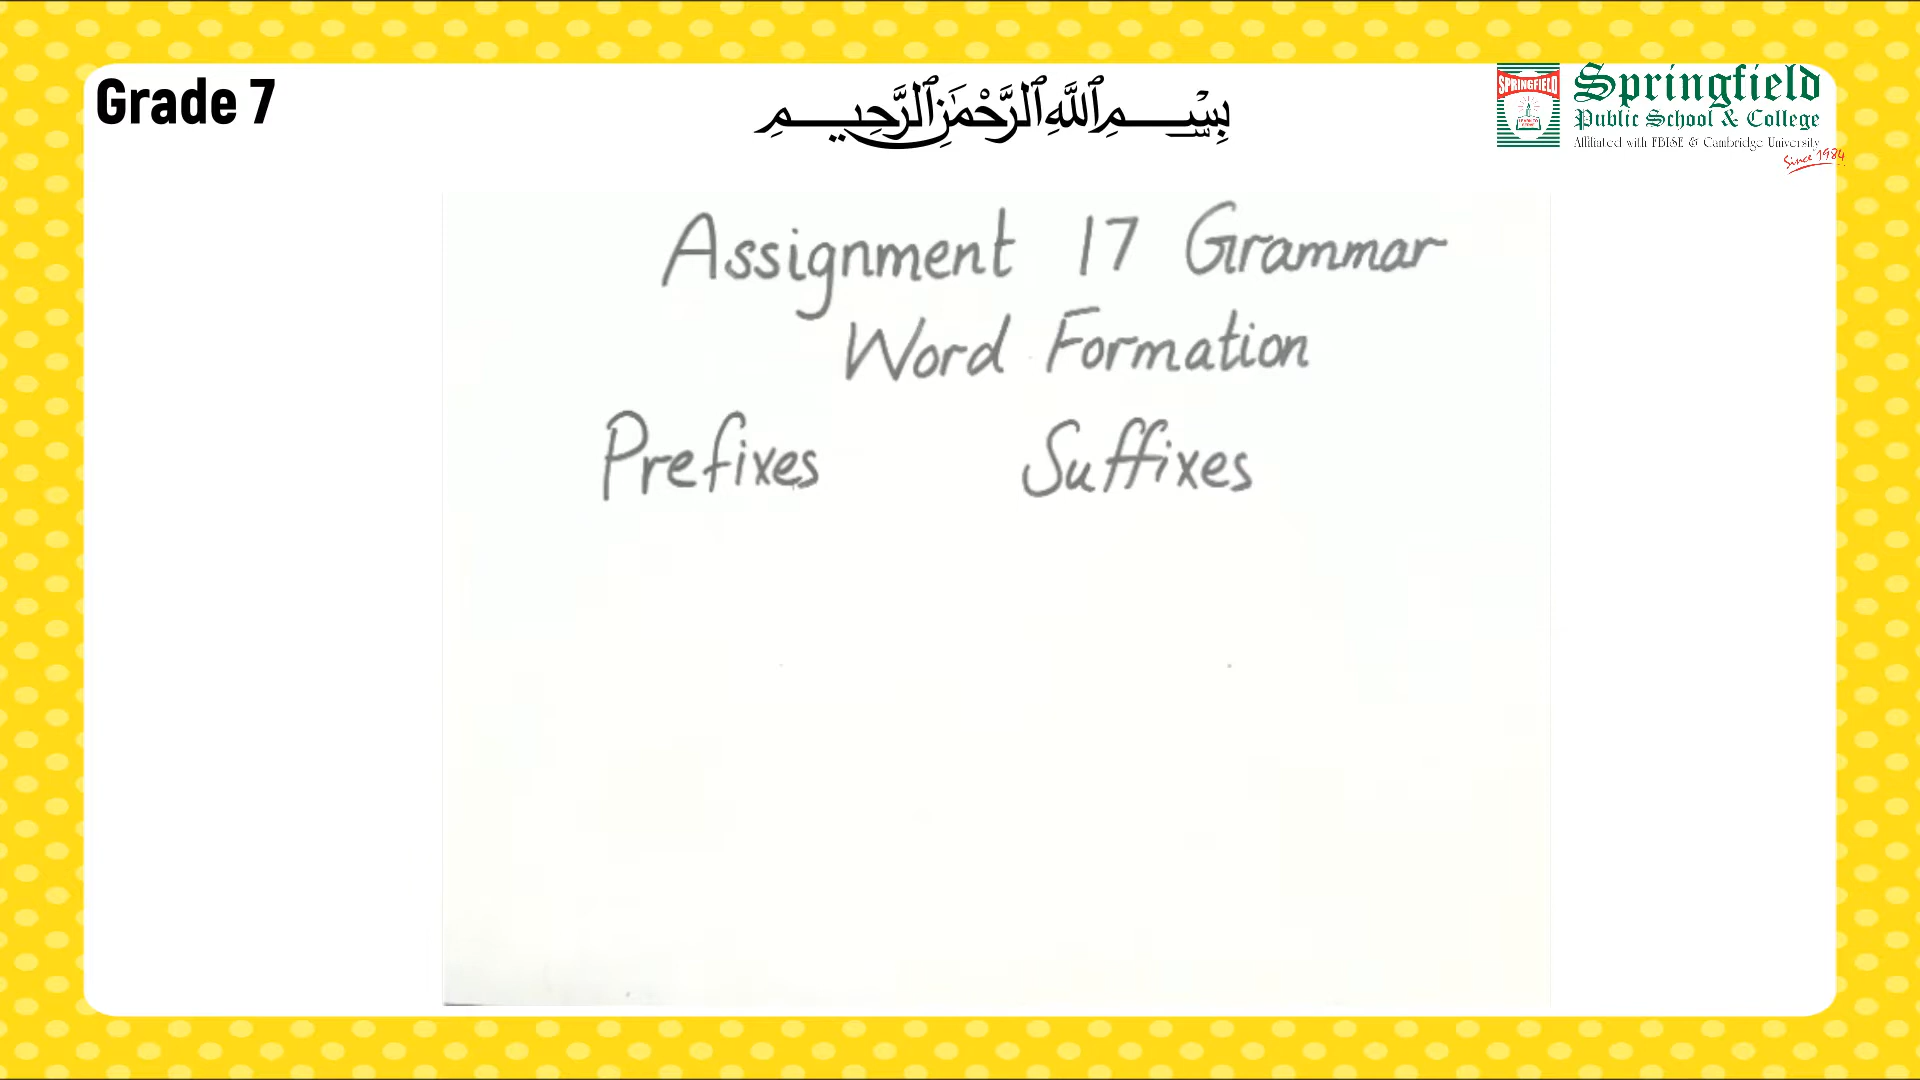 Grade 7
بِسْمِ ٱللَّهِ ٱلرَّحْمَٰنِ ٱلرَّحِيمِ
SPRINGFIELD
Springfield
Public School & College
Affiliated with FBISE & Cambridge University
Since 1984
Assignment 17 Grammar
Word Formation
Prefixes Suffixes